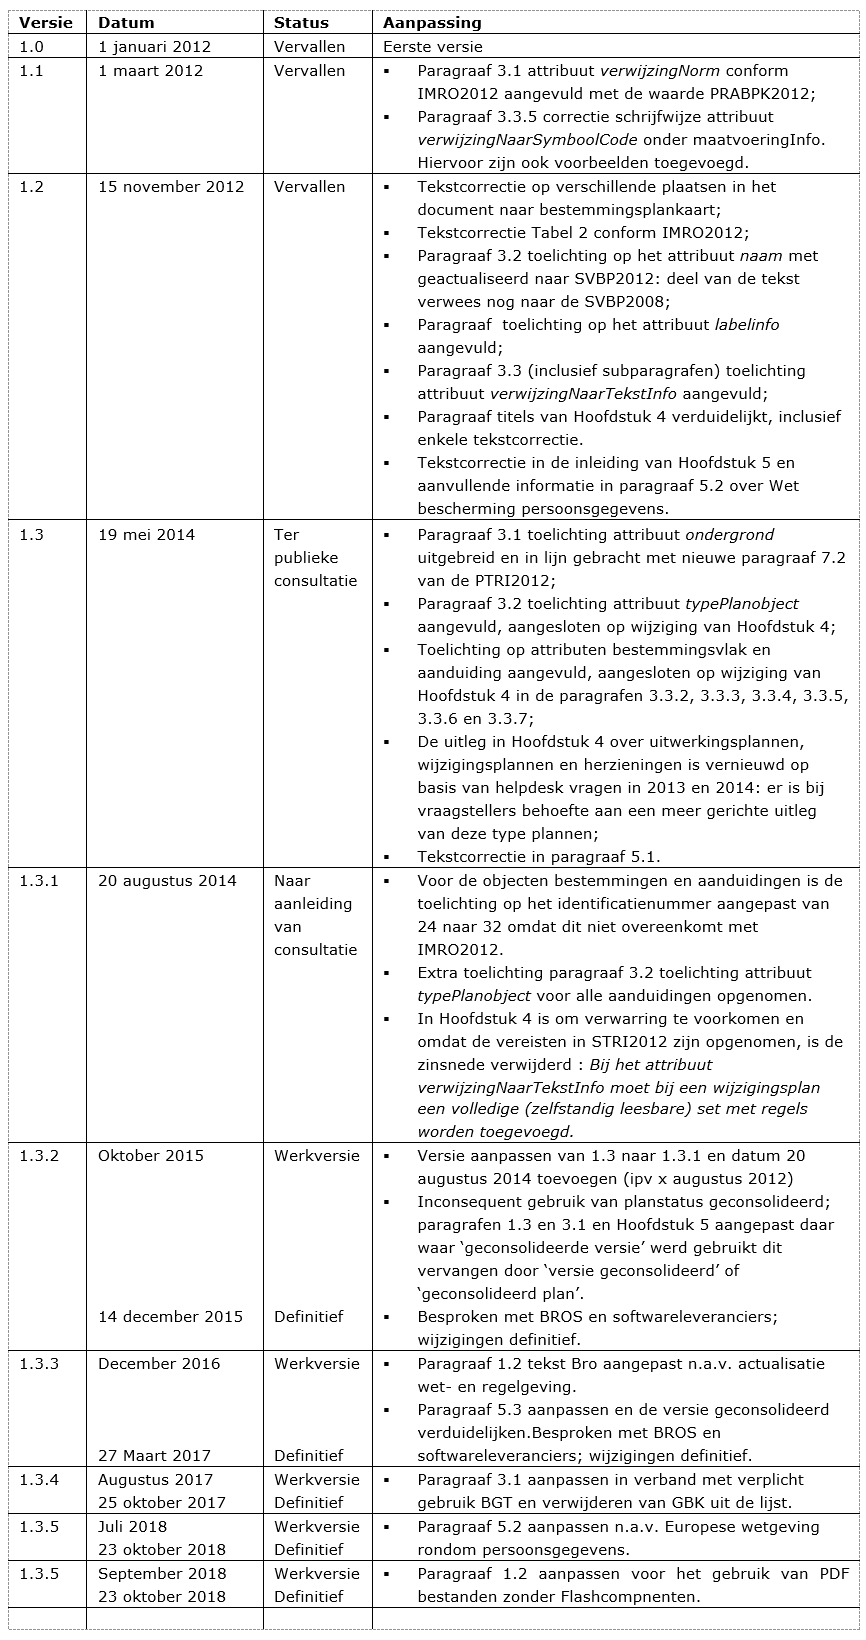 Versie Datum Status Aanpassing
1.0 1 januari 2012 Vervallen Eerste versie
1.1 1 maart 2012 Vervallen ▪ Paragraaf 3.1 attribuut verwijzingNorm conform
IMRO2012 aangevuld met de waarde PRABPK2012;
▪ Paragraaf 3.3.5 correctie schrijfwijze attribuut
verwijzingNaarSymboolCode onder maatvoeringInfo.
Hiervoor zijn ook voorbeelden toegevoegd.
1.2 15 november 2012 Vervallen ▪ Tekstcorrectie op verschillende plaatsen in het
document naar bestemmingsplankaart;
▪ Tekstcorrectie Tabel 2 conform IMRO2012;
▪ Paragraaf 3.2 toelichting op het attribuut naam met
geactualiseerd naar SVBP2012: deel van de tekst
verwees nog naar de SVBP2008;
▪ Paragraaf toelichting op het attribuut labelinfo
aangevuld;
▪ Paragraaf 3.3 (inclusief subparagrafen) toelichting
attribuut verwijzingNaarTekstInfo aangevuld;
▪ Paragraaf titels van Hoofdstuk 4 verduidelijkt, inclusief
enkele tekstcorrectie.
▪ Tekstcorrectie in de inleiding van Hoofdstuk 5 en
aanvullende informatie in paragraaf 5.2 over Wet
bescherming persoonsgegevens.
1.3 19 mei 2014 Ter ▪ Paragraaf 3.1 toelichting attribuut ondergrond
publieke uitgebreid en in lijn gebracht met nieuwe paragraaf 7.2
consultatie van de PTRI2012;
▪ Paragraaf 3.2 toelichting attribuut typePlanobject
aangevuld, aangesloten op wijziging van Hoofdstuk 4;
▪ Toelichting op attributen bestemmingsvlak en
aanduiding aangevuld, aangesloten op wijziging van
Hoofdstuk 4 in de paragrafen 3.3.2, 3.3.3, 3.3.4, 3.3.5,
3.3.6 en 3.3.7;
▪ De uitleg in Hoofdstuk 4 over uitwerkingsplannen,
wijzigingsplannen en herzieningen is vernieuwd op
basis van helpdesk vragen in 2013 en 2014: er is bij
vraagstellers behoefte aan een meer gerichte uitleg
van deze type plannen;
▪ Tekstcorrectie in paragraaf 5.1.
1.3.1 20 augustus 2014 Naar ▪ Voor de objecten bestemmingen en aanduidingen is de
aanleiding toelichting op het identificatienummer aangepast van
van 24 naar 32 omdat dit niet overeenkomt met
consultatie IMRO2012.
▪ Extra toelichting paragraaf 3.2 toelichting attribuut
typePlanobject voor alle aanduidingen opgenomen.
▪ In Hoofdstuk 4 is om verwarring te voorkomen en
omdat de vereisten in STRI2012 zijn opgenomen, is de
zinsnede verwijderd : Bij het attribuut
verwijzingNaarTekstInfo moet bij een wijzigingsplan
een volledige (zelfstandig leesbare) set met regels
worden toegevoegd.
1.3.2 Oktober 2015 Werkversie ▪ Versie aanpassen van 1.3 naar 1.3.1 en datum 20
augustus 2014 toevoegen (ipv x augustus 2012)
▪ Inconsequent gebruik van planstatus geconsolideerd;
paragrafen 1.3 en 3.1 en Hoofdstuk 5 aangepast daar
waar ‘geconsolideerde versie’ werd gebruikt dit
vervangen door ‘versie geconsolideerd’ of
‘geconsolideerd plan’.
14 december 2015 Definitief ▪ Besproken met BROS en softwareleveranciers;
wijzigingen definitief.
1.3.3 December 2016 Werkversie ▪ Paragraaf 1.2 tekst Bro aangepast n.a.v. actualisatie
wet- en regelgeving.
▪ Paragraaf 5.3 aanpassen en de versie geconsolideerd
verduidelijken.Besproken met BROS en
27 Maart 2017 Definitief softwareleveranciers; wijzigingen definitief.
1.3.4 Augustus 2017 Werkversie ▪ Paragraaf 3.1 aanpassen in verband met verplicht
25 oktober 2017 Definitief gebruik BGT en verwijderen van GBK uit de lijst.
1.3.5 Juli 2018 Werkversie ▪ Paragraaf 5.2 aanpassen n.a.v. Europese wetgeving
23 oktober 2018 Definitief rondom persoonsgegevens.
1.3.5 September 2018 Werkversie ▪ Paragraaf 1.2 aanpassen voor het gebruik van PDF
23 oktober 2018 Definitief bestanden zonder Flashcompnenten.